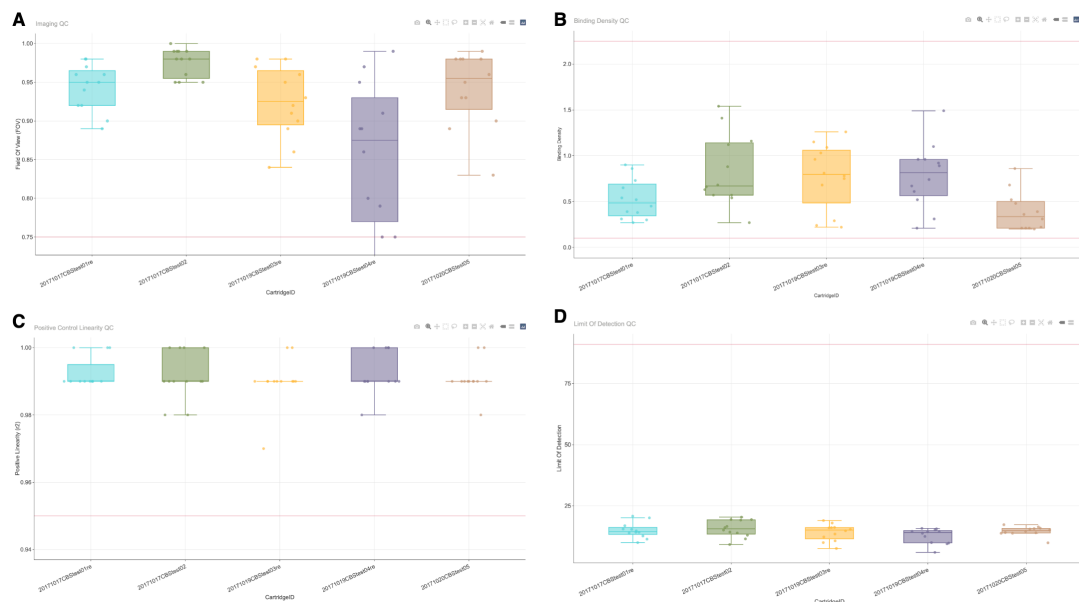 A
Imaging QC
1.00
0.95
0.90
0.85
0.80
0.75
Field Of View (FOV)
20171017CBStest01re
20171017CBStest02
20171019CBStest03re
20171019CBStest04re
20171020CBStest05
CartridgeID
B
Binding Density QC
2.0
1.5
1.0
0.5
0.0
Binding Density
20171017CBStest01re
20171017CBStest02
20171019CBStest03re
20171019CBStest04re
20171020CBStest05
CartridgeID
C
Positive Control Linearity QC
1.00
0.98
0.96
0.94
Positive Linearity (r2)
20171017CBStest01re
20171017CBStest02
20171019CBStest03re
20171019CBStest04re
20171020CBStest05
CartridgeID
D
Limit Of Detection QC
75
50
25
Limit Of Detection
20171017CBStest01re
20171017CBStest02
20171019CBStest03re
20171019CBStest04re
20171020CBStest05
CartridgeID